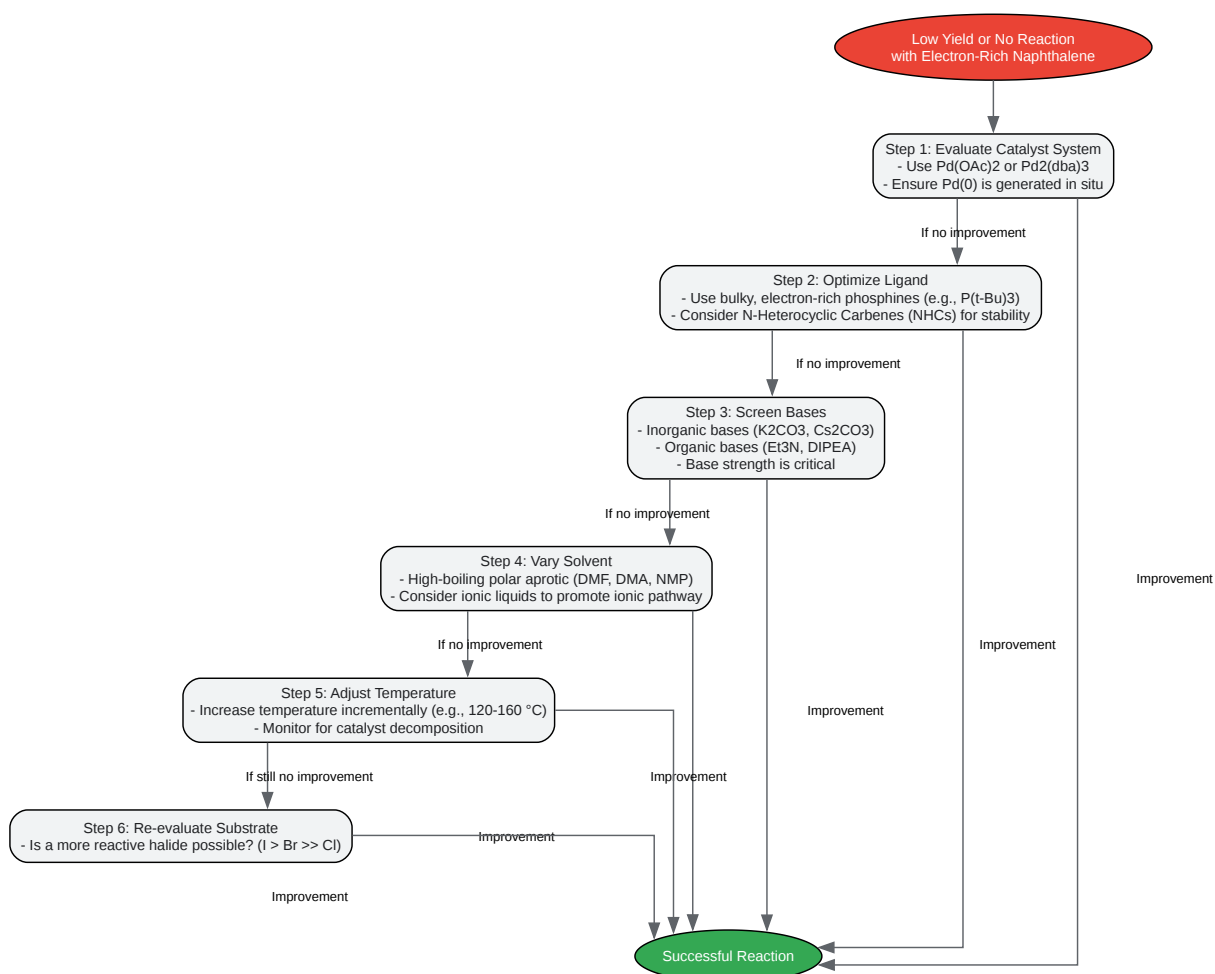 Low Yield or No Reaction
with Electron-Rich Naphthalene
Step 1: Evaluate Catalyst System
- Use Pd(OAc)2 or Pd2(dba)3
- Ensure Pd(0) is generated in situ
If no improvement
Step 2: Optimize Ligand
- Use bulky, electron-rich phosphines (e.g., P(t-Bu)3)
- Consider N-Heterocyclic Carbenes (NHCs) for stability
If no improvement
Step 3: Screen Bases
- Inorganic bases (K2CO3, Cs2CO3)
- Organic bases (Et3N, DIPEA)
- Base strength is critical
If no improvement
Step 4: Vary Solvent
- High-boiling polar aprotic (DMF, DMA, NMP)
- Consider ionic liquids to promote ionic pathway
Improvement
If no improvement
Improvement
Step 5: Adjust Temperature
- Increase temperature incrementally (e.g., 120-160 °C)
- Monitor for catalyst decomposition
Improvement
If still no improvement
Improvement
Step 6: Re-evaluate Substrate
- Is a more reactive halide possible? (I > Br >> Cl)
Improvement
Improvement
Successful Reaction